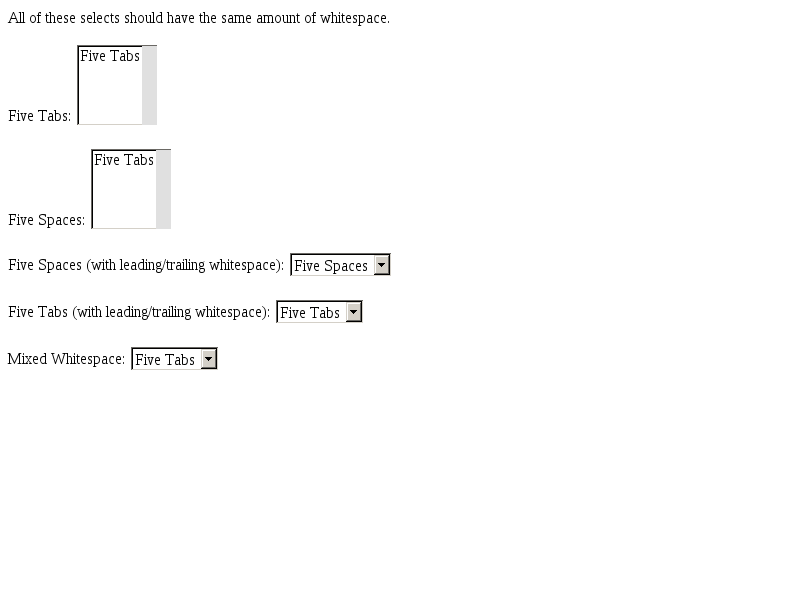 All of these selects should have the same amount of whitespace.
Five Tabs
Five Tabs:
Five Tabs
Five Spaces:
Five Spaces (with leading/trailing whitespace): Five Spaces
Five Tabs (with leading/trailing whitespace): Five Tabs
Mixed Whitespace: Five Tabs